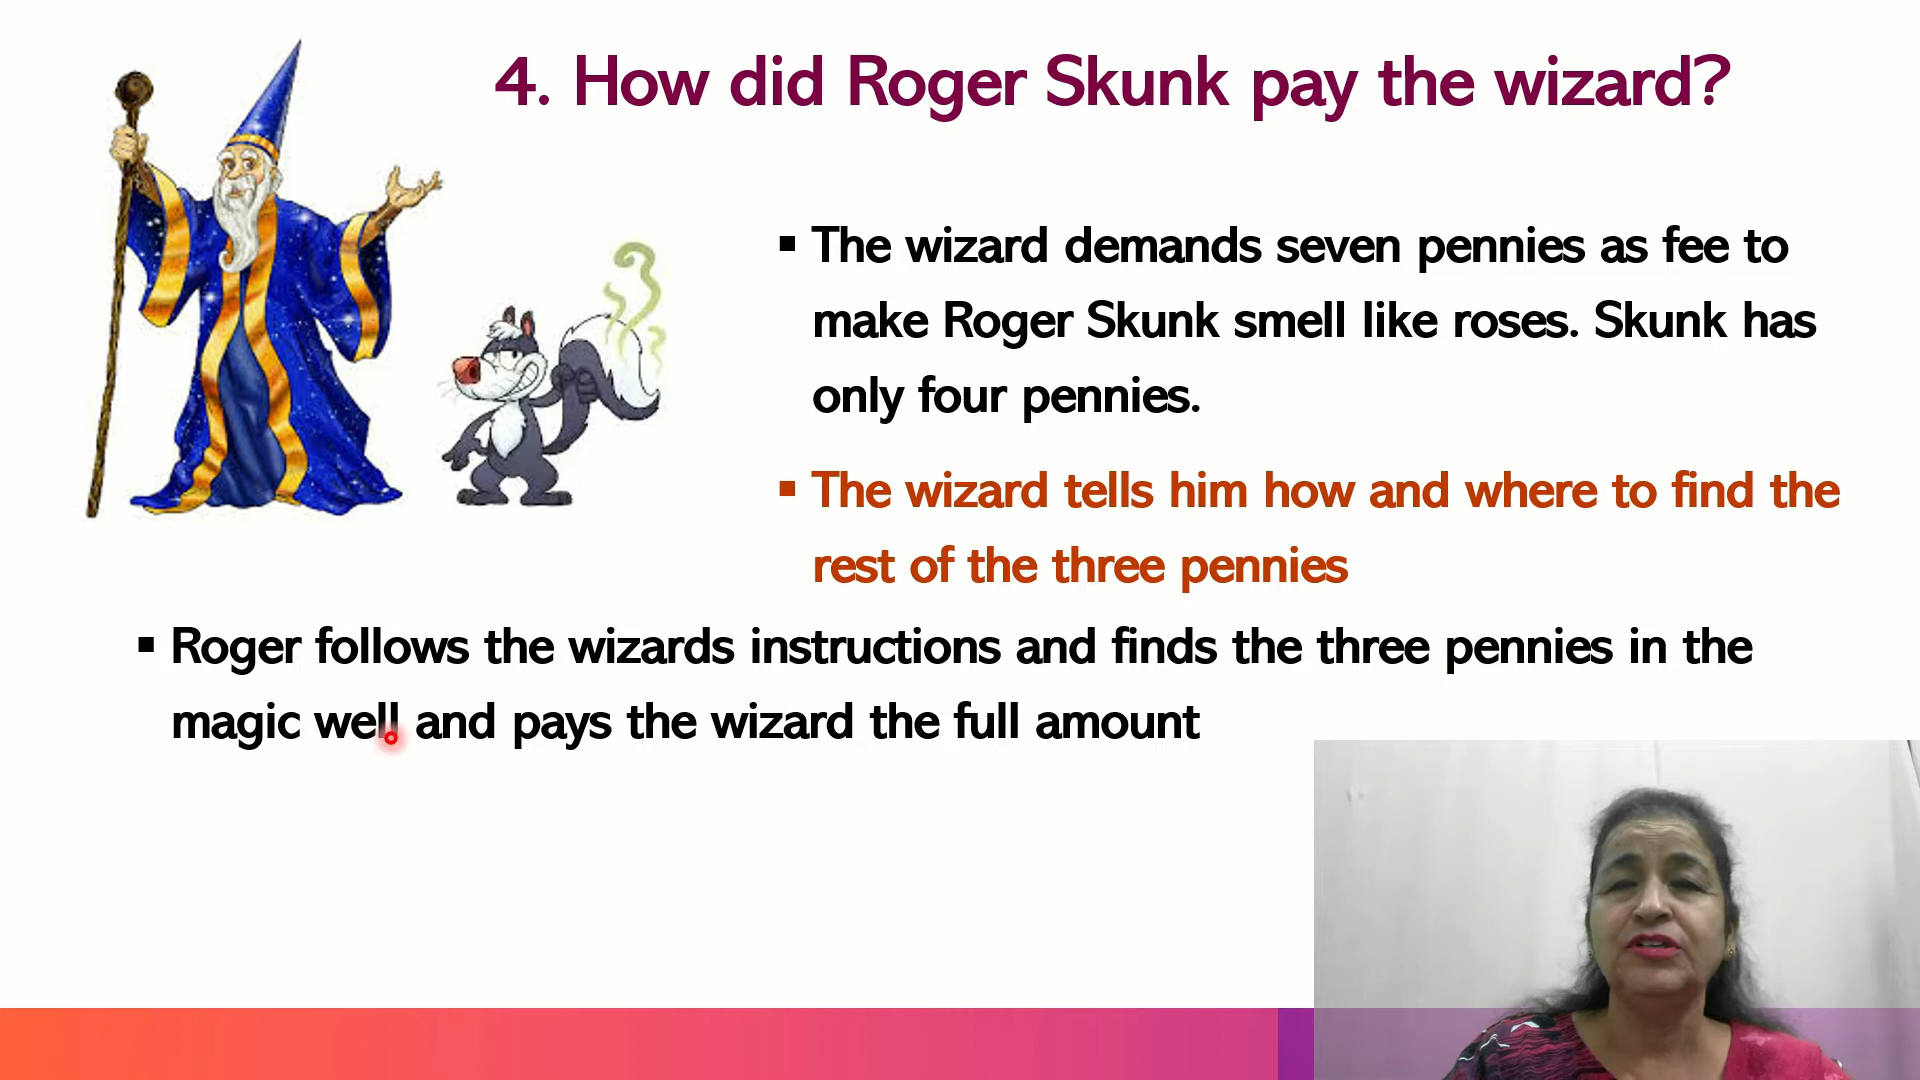 4. How did Roger Skunk pay the wizard?
▪ The wizard demands seven pennies as fee to
make Roger Skunk smell like roses. Skunk has
only four pennies.
▪ The wizard tells him how and where to find the
rest of the three pennies
▪ Roger follows the wizards instructions and finds the three pennies in the
magic well and pays the wizard the full amount